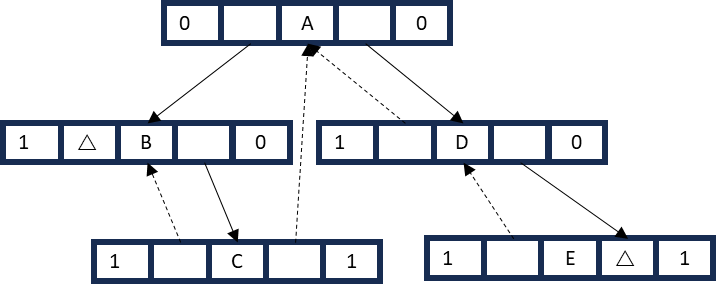 0 A 0
1 △ B 0
1 D 0
1 C 1
1 E △ 1